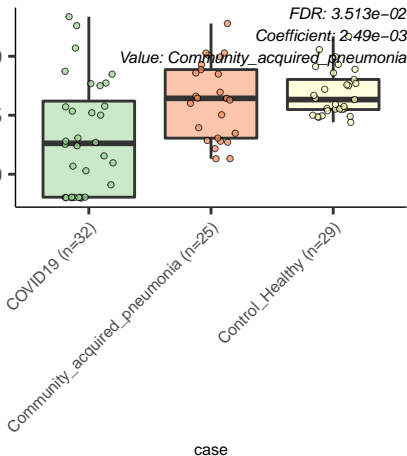 FDR: 3.513e−02
Coefficient: 2.49e−03
Value: Community_acquired_pneumonia
COVID19 (n=32)
Community_acquired_pneumonia (n=25)
Control_Healthy (n=29)
case